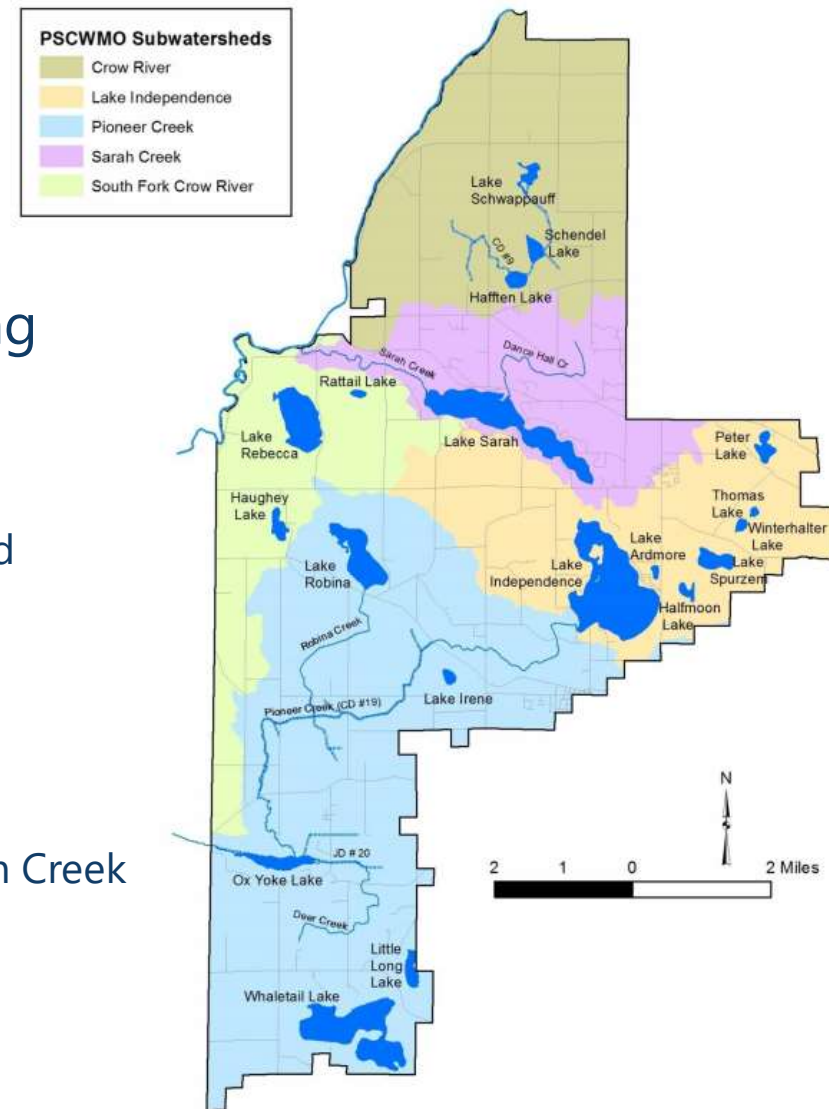 PSCWMO Subwatersheds
Crow River
Lake Independence
Pioneer Creek
Sarah Creek
South Fork Crow River
Lake
Schwappauff
Schendel
Lake
CD #9
Hafften Lake
Dance Hall Cr
Sarah Creek
Rattail Lake
Lake
Rebecca
Lake Sarah
Peter
Lake
Haughey
Lake
Thomas
Lake
Winterhalter
Lake
Lake
Robina
Lake
Independence
Lake
Ardmore
Lake
Spurzem
Halfmoon
Lake
Robina Creek
Lake Irene
Pioneer Creek (CD #19)
N
2 1 0 2 Miles
JD # 20
Ox Yoke Lake
Deer Creek
Little
Long
Lake
Whaletail Lake
g
d
Creek